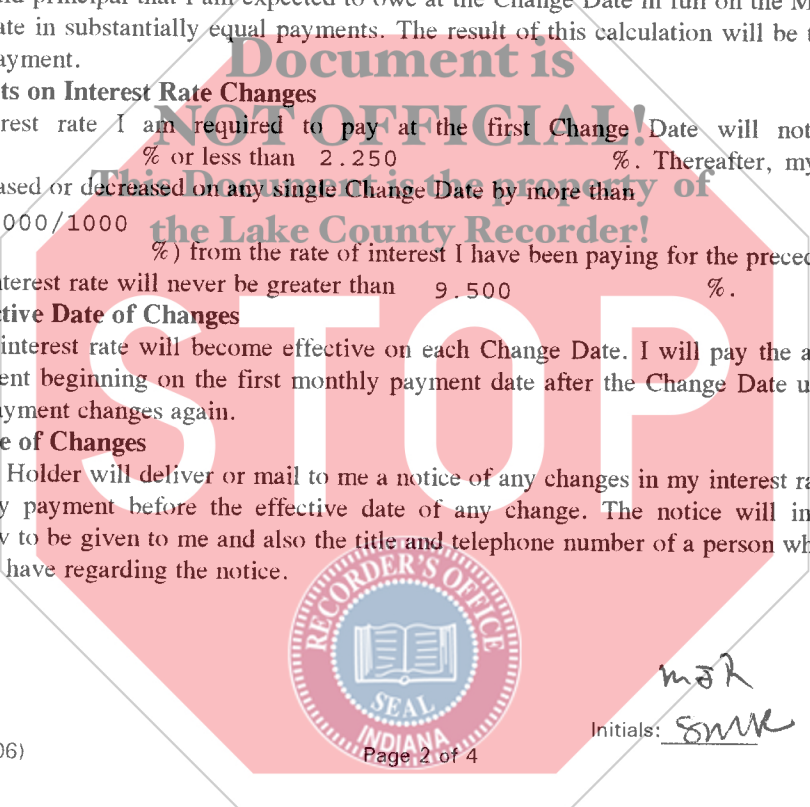 nd principal that I am expected to owe at the Change Date in full on the M
ate in substantially equal payments. The result of this calculation will be t
ayment.
Document is
ts on Interest Rate Changes
NOT OFFICIAL!
rest rate I am required to pay at the first Change Date will not
% or less than 2.250 %. Thereafter, my
This Document is the property of
ased or decreased on any single Change Date by more than
000/1000
the Lake County Recorder!
%) from the rate of interest I have been paying for the preced
nterest rate will never be greater than 9.500 %.
tive Date of Changes
interest rate will become effective on each Change Date. I will pay the a
ent beginning on the first monthly payment date after the Change Date u
ayment changes again.
STOP
e of Changes
Holder will deliver or mail to me a notice of any changes in my interest ra
y payment before the effective date of any change. The notice will in
v to be given to me and also the title and telephone number of a person wh
have regarding the notice.
RECORDER'S OFFICE
SEAL
INDIANA
MJR
Initials: SMR
06)
Page 2 of 4